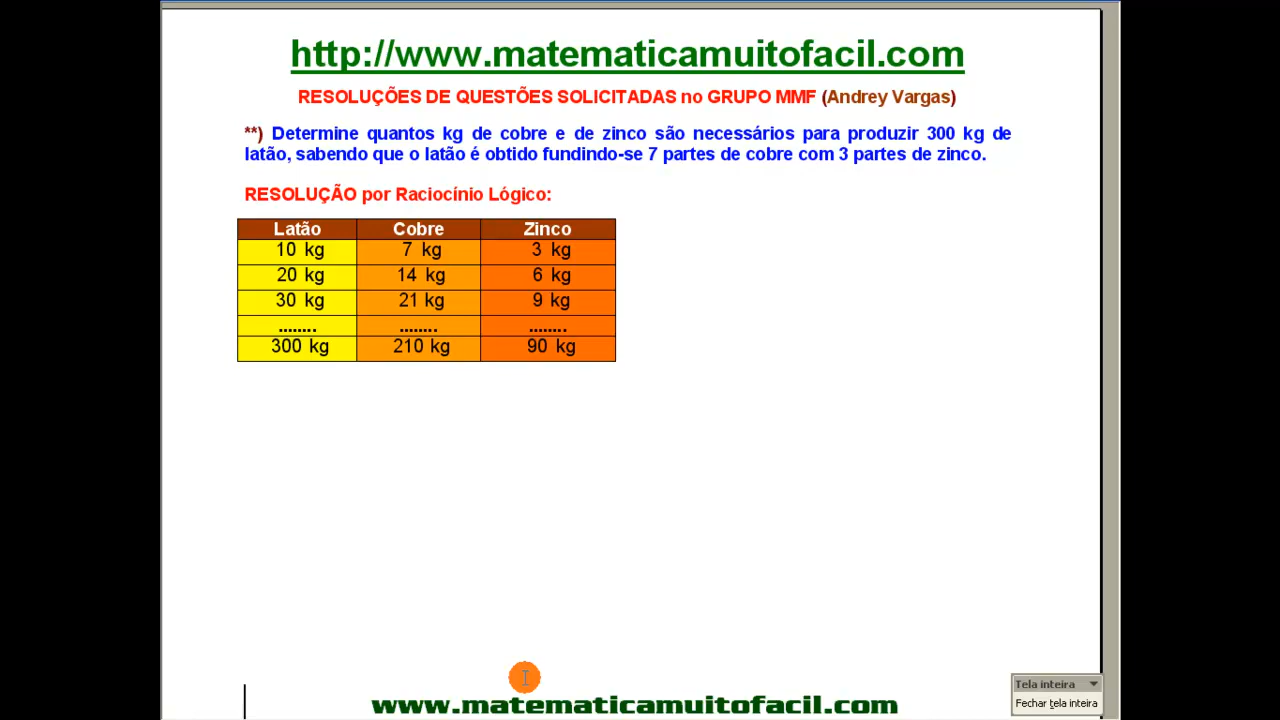 http://www.matematicamuitofacil.com
RESOLUÇÕES DE QUESTÕES SOLICITADAS no GRUPO MMF (Andrey Vargas)
**) Determine quantos kg de cobre e de zinco são necessários para produzir 300 kg de
latão, sabendo que o latão é obtido fundindo-se 7 partes de cobre com 3 partes de zinco.
RESOLUÇÃO por Raciocínio Lógico:
Latão Cobre Zinco
10 kg 7 kg 3 kg
20 kg 14 kg 6 kg
30 kg 21 kg 9 kg
........ ........ ........
300 kg 210 kg 90 kg
Tela inteira
Fechar tela inteira
www.matematicamuitofacil.com